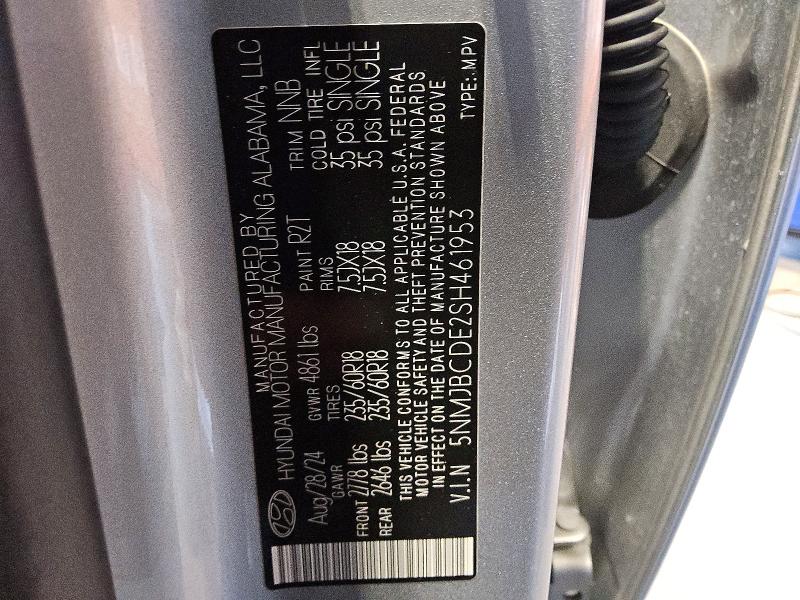 MANUFACTURED BY
HYUNDAI MOTOR MANUFACTURING ALABAMA, LLC
Aug/28/24 GVWR 4861 lbs PAINT R2T TRIM NNB
GAWR TIRES RIMS COLD TIRE INFL
FRONT 2778 lbs 235/60R18 7.5JX18 35 psi SINGLE
REAR 2646 lbs 235/60R18 7.5JX18 35 psi SINGLE
THIS VEHICLE CONFORMS TO ALL APPLICABLE U.S.A. FEDERAL
MOTOR VEHICLE SAFETY AND THEFT PREVENTION STANDARDS
IN EFFECT ON THE DATE OF MANUFACTURE SHOWN ABOVE
V.I.N 5NMJBCDE2SH461953 TYPE: MPV